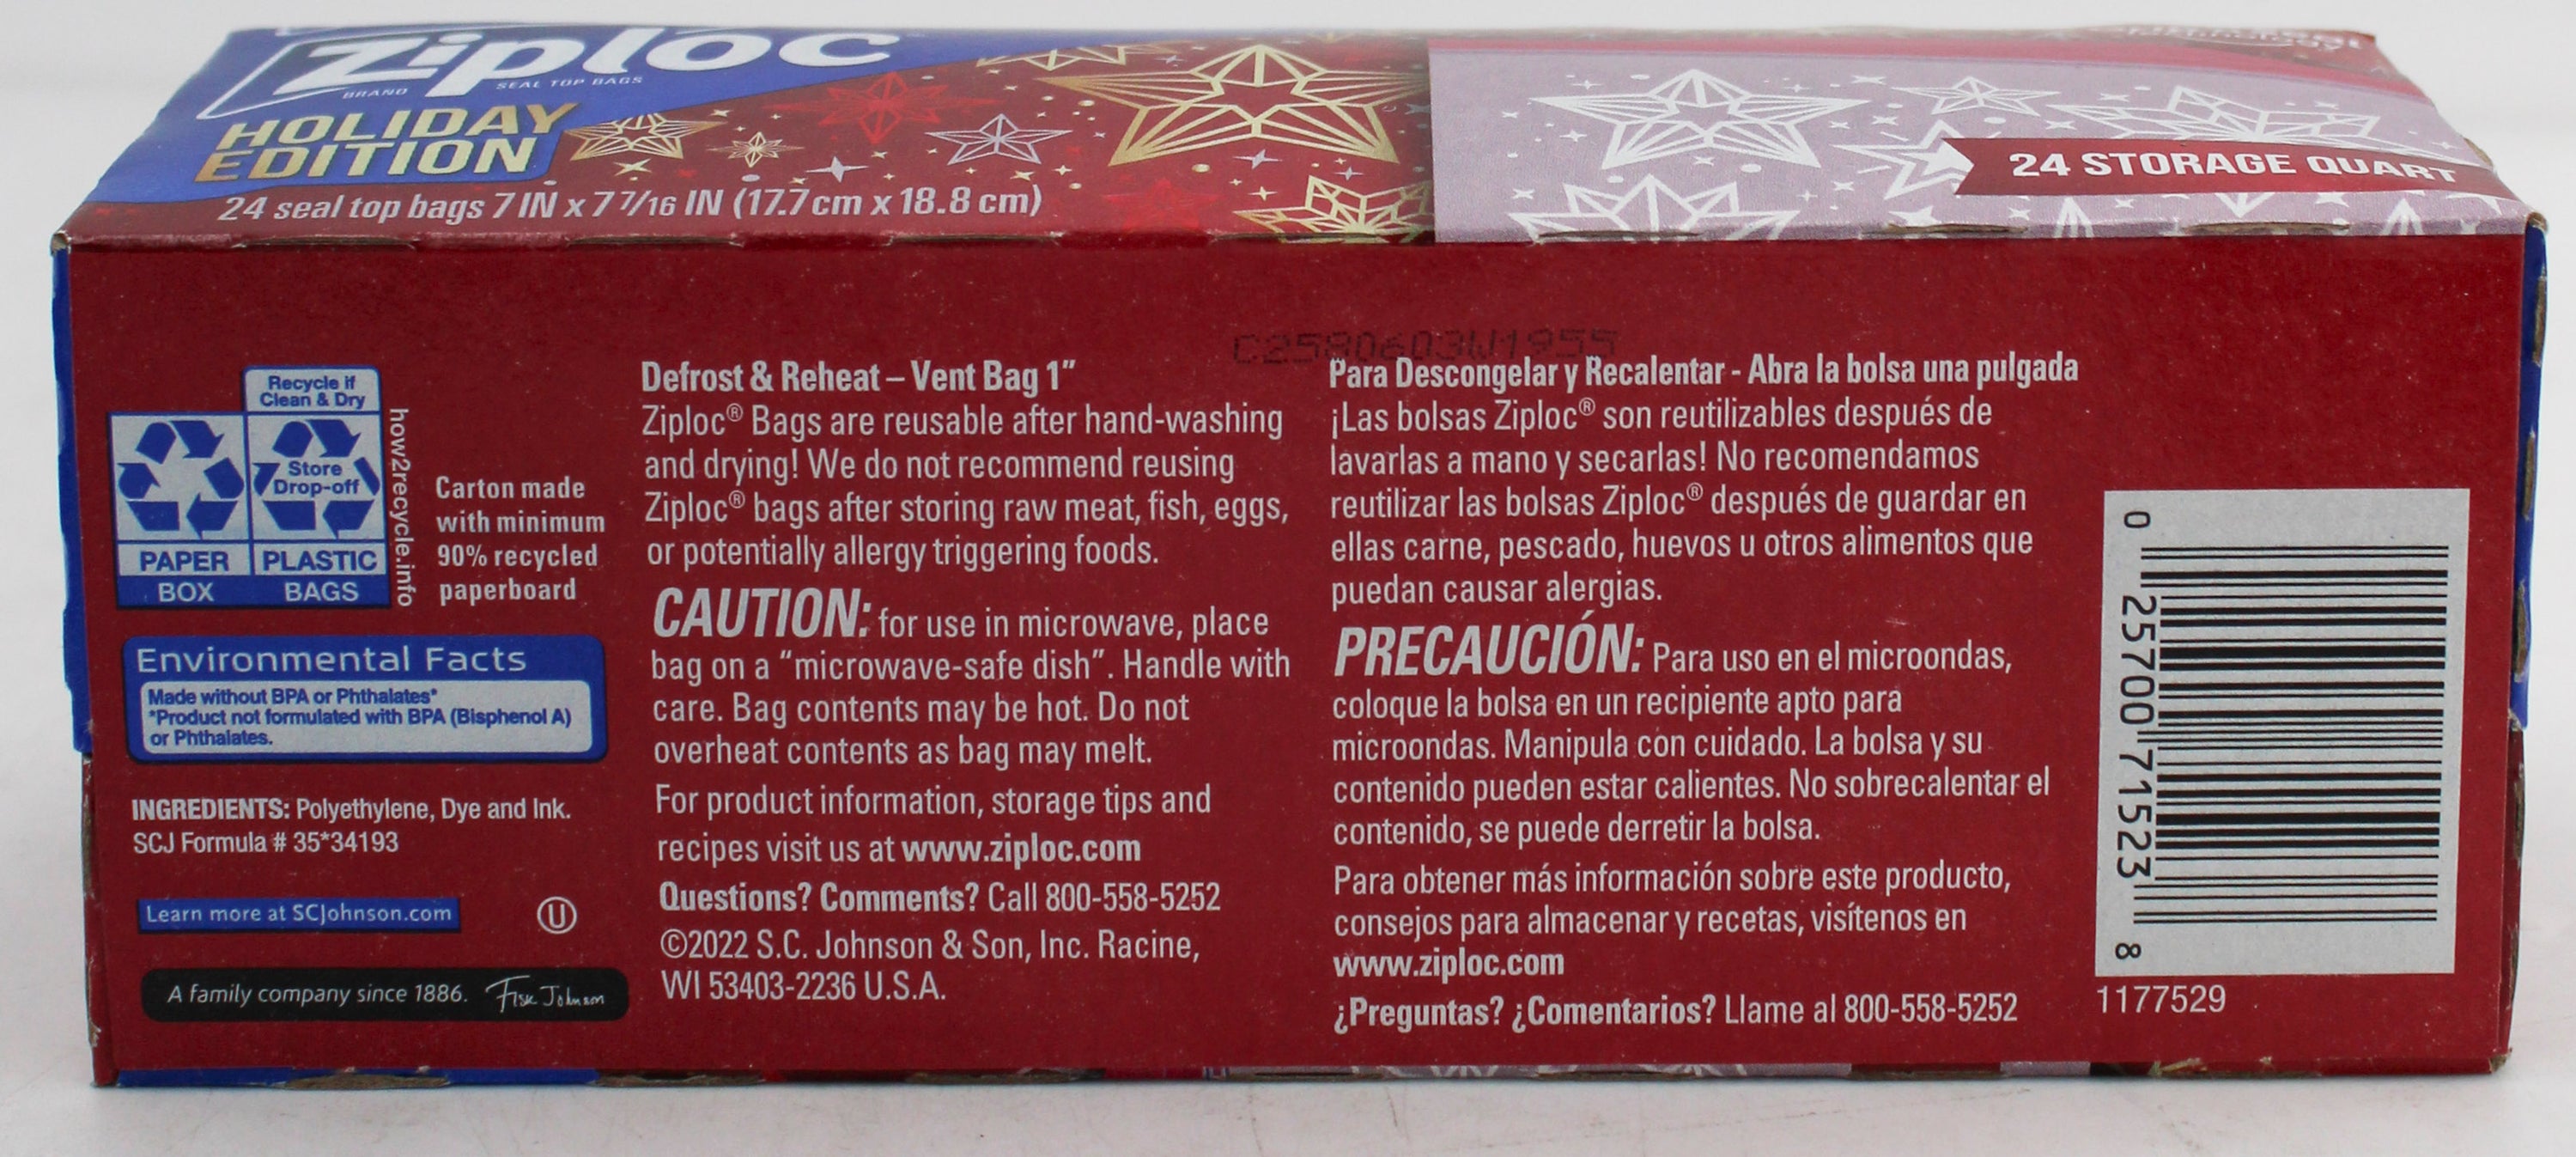 Ziploc
BRAND SEAL TOP BAGS
HOLIDAY
EDITION
24 seal top bags 7 IN x 7 7/16 IN (17.7 cm x 18.8 cm)
24 STORAGE QUART
Recycle if
Clean & Dry
Store
Drop-off
PAPER PLASTIC
BOX BAGS
how2recycle.info
Carton made
with minimum
90% recycled
paperboard
Environmental Facts
Made without BPA or Phthalates*
*Product not formulated with BPA (Bisphenol A)
or Phthalates.
INGREDIENTS: Polyethylene, Dye and Ink.
SCJ Formula # 35*34193
Learn more at SCJohnson.com
U
A family company since 1886. Fisk Johnson
Defrost & Reheat – Vent Bag 1”
Ziploc® Bags are reusable after hand-washing
and drying! We do not recommend reusing
Ziploc® bags after storing raw meat, fish, eggs,
or potentially allergy triggering foods.
CAUTION: for use in microwave, place
bag on a “microwave-safe dish”. Handle with
care. Bag contents may be hot. Do not
overheat contents as bag may melt.
For product information, storage tips and
recipes visit us at www.ziploc.com
Questions? Comments? Call 800-558-5252
©2022 S.C. Johnson & Son, Inc. Racine,
WI 53403-2236 U.S.A.
Para Descongelar y Recalentar - Abra la bolsa una pulgada
¡Las bolsas Ziploc® son reutilizables después de
lavarlas a mano y secarlas! No recomendamos
reutilizar las bolsas Ziploc® después de guardar en
ellas carne, pescado, huevos u otros alimentos que
puedan causar alergias.
PRECAUCIÓN: Para uso en el microondas,
coloque la bolsa en un recipiente apto para
microondas. Manipula con cuidado. La bolsa y su
contenido pueden estar calientes. No sobrecalentar el
contenido, se puede derretir la bolsa.
Para obtener más información sobre este producto,
consejos para almacenar y recetas, visítenos en
www.ziploc.com
¿Preguntas? ¿Comentarios? Llame al 800-558-5252
0 25700 71523 8
1177529